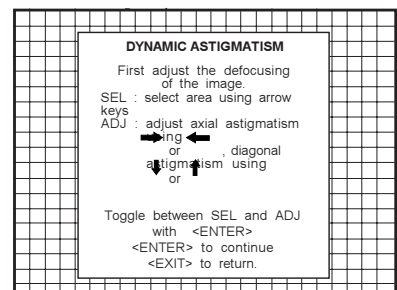 DYNAMIC ASTIGMATISM
First adjust the defocusing
of the image.
SEL : select area using arrow
keys
ADJ : adjust axial astigmatism
using
or , diagonal
astigmatism using
or
Toggle between SEL and ADJ
with <ENTER>
<ENTER> to continue
<EXIT> to return.